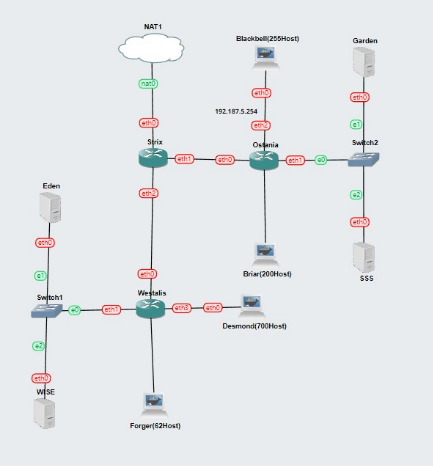 NAT1
Blackbell(255Host)
Garden
nat0
eth0
eth0
eth0
192.187.5.254
e1
eth2
Strix
Ostania
Switch2
eth1
eth0
eth1
e0
Eden
eth2
e2
eth0
eth0
Briar(200Host)
SSS
e1
eth0
Westalis
Switch1
e0
eth1
eth3
eth0
Desmond(700Host)
e2
eth0
WISE
Forger(62Host)